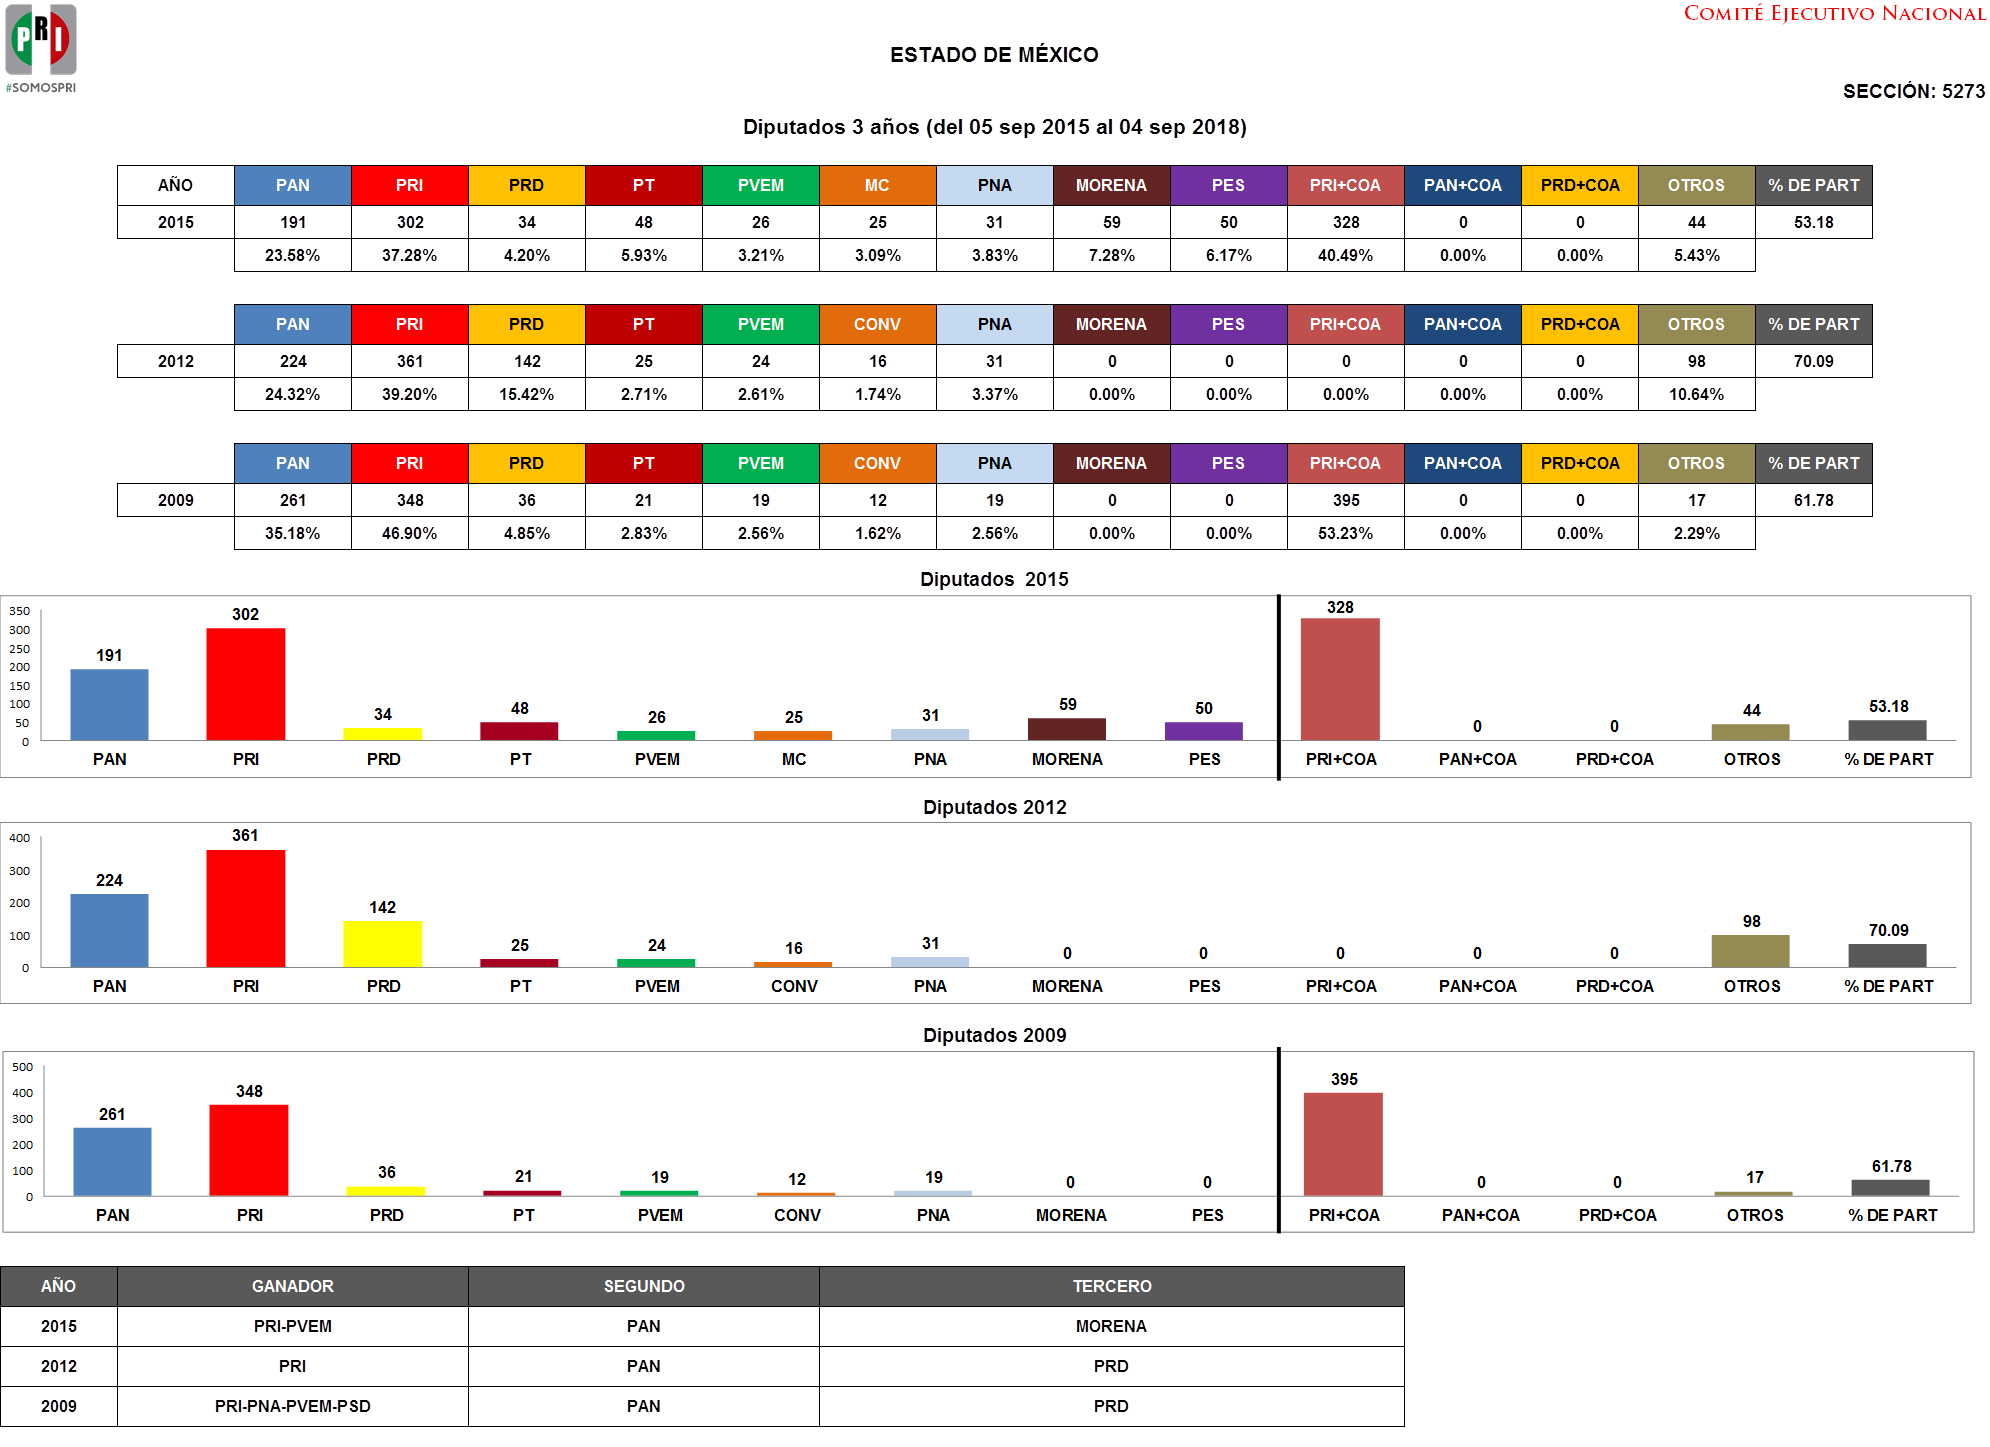 PRI
#SOMOSPRI
COMITÉ EJECUTIVO NACIONAL
ESTADO DE MÉXICO
SECCIÓN: 5273
Diputados 3 años (del 05 sep 2015 al 04 sep 2018)
AÑO PAN PRI PRD PT PVEM MC PNA MORENA PES PRI+COA PAN+COA PRD+COA OTROS % DE PART
2015 191 302 34 48 26 25 31 59 50 328 0 0 44 53.18
23.58% 37.28% 4.20% 5.93% 3.21% 3.09% 3.83% 7.28% 6.17% 40.49% 0.00% 0.00% 5.43%
PAN PRI PRD PT PVEM CONV PNA MORENA PES PRI+COA PAN+COA PRD+COA OTROS % DE PART
2012 224 361 142 25 24 16 31 0 0 0 0 0 98 70.09
24.32% 39.20% 15.42% 2.71% 2.61% 1.74% 3.37% 0.00% 0.00% 0.00% 0.00% 0.00% 10.64%
PAN PRI PRD PT PVEM CONV PNA MORENA PES PRI+COA PAN+COA PRD+COA OTROS % DE PART
2009 261 348 36 21 19 12 19 0 0 395 0 0 17 61.78
35.18% 46.90% 4.85% 2.83% 2.56% 1.62% 2.56% 0.00% 0.00% 53.23% 0.00% 0.00% 2.29%
Diputados 2015
350
300
250
200
150
100
50
0
191 302 34 48 26 25 31 59 50 328 0 0 44 53.18
PAN PRI PRD PT PVEM MC PNA MORENA PES PRI+COA PAN+COA PRD+COA OTROS % DE PART
Diputados 2012
400
300
200
100
0
224 361 142 25 24 16 31 0 0 0 0 0 98 70.09
PAN PRI PRD PT PVEM CONV PNA MORENA PES PRI+COA PAN+COA PRD+COA OTROS % DE PART
Diputados 2009
500
400
300
200
100
0
261 348 36 21 19 12 19 0 0 395 0 0 17 61.78
PAN PRI PRD PT PVEM CONV PNA MORENA PES PRI+COA PAN+COA PRD+COA OTROS % DE PART
AÑO GANADOR SEGUNDO TERCERO
2015 PRI-PVEM PAN MORENA
2012 PRI PAN PRD
2009 PRI-PNA-PVEM-PSD PAN PRD